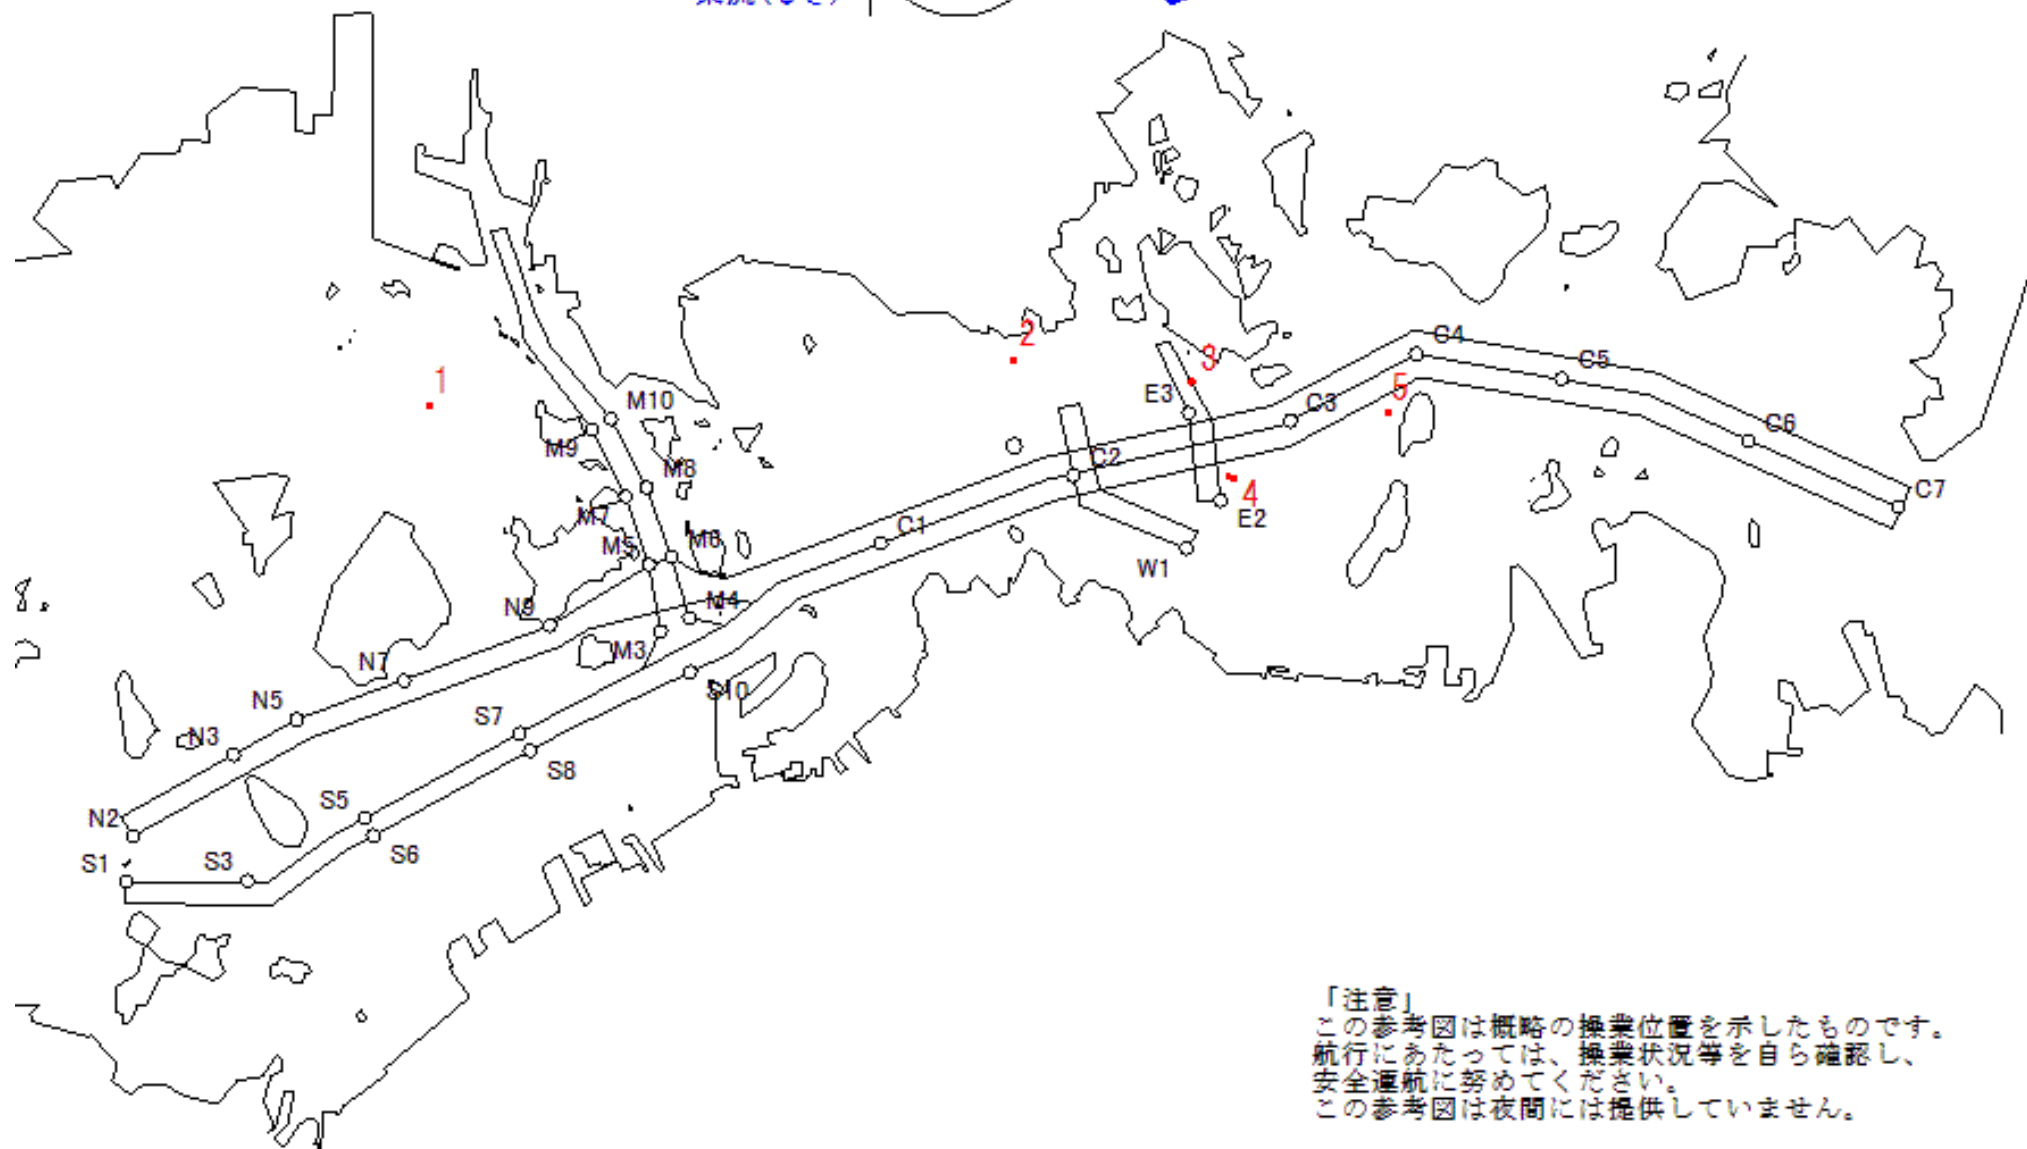 2
C4
3
C5
1
5
E3
M10
C3
C6
M9
C2
M8
C7
4
M7
E2
C1
M5
M6
W1
N9
M4
M3
N7
S10
N5
S7
N3
S8
S5
N2
S6
S1
S3
「注意」
この参考図は概略の操業位置を示したものです。
航行にあたっては、操業状況等を自ら確認し、
安全運航に努めてください。
この参考図は夜間には提供していません。